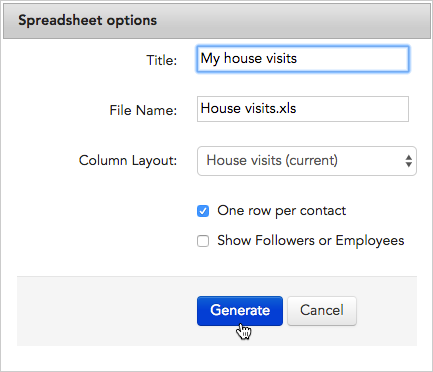 Spreadsheet options
Title: My house visits
File Name: House visits.xls
Column Layout: House visits (current)
One row per contact
Show Followers or Employees
Generate Cancel